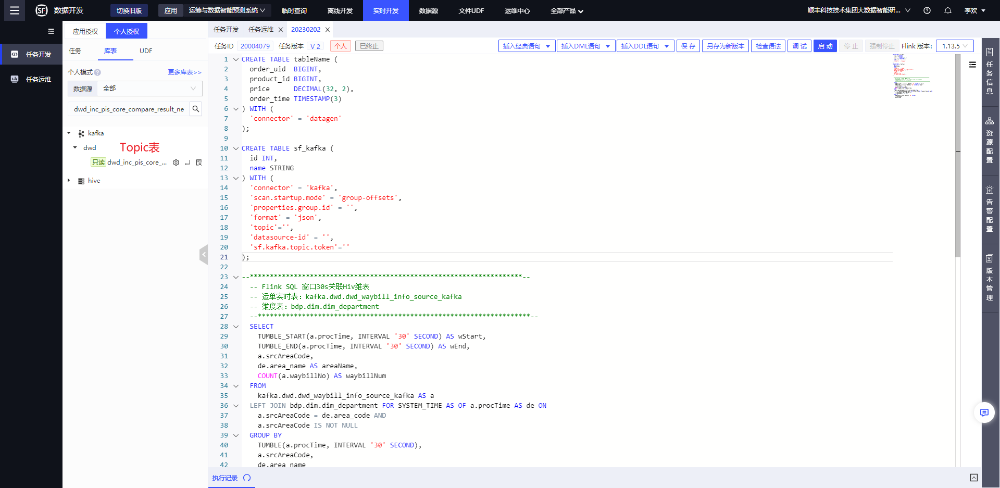 数据开发 切换旧版 应用 运筹与数据智能预测系统 临时查询 离线开发 实时开发 数据源 文件UDF 运维中心 全部产品 顺丰科技技术集团大数据智能研... 李欢
任务开发
任务运维
应用授权 个人授权
任务 库表 UDF
个人模式 更多库表>>
数据源 全部
dwd_inc_pis_core_compare_result_ne
kafka
dwd Topic表
只读 dwd_inc_pis_core_...
hive
任务开发 任务运维 20230202
任务ID 20004079 任务版本 V 2 个人 已终止 插入经典语句 插入DML语句 插入DDL语句 保 存 另存为新版本 检查语法 调 试 启 动 停 止 强制停止 Flink 版本: 1.13.5
1 CREATE TABLE tableName (
2 order_uid BIGINT,
3 product_id BIGINT,
4 price DECIMAL(32, 2),
5 order_time TIMESTAMP(3)
6 ) WITH (
7 'connector' = 'datagen'
8 );
9
10 CREATE TABLE sf_kafka (
11 id INT,
12 name STRING
13 ) WITH (
14 'connector' = 'kafka',
15 'scan.startup.mode' = 'group-offsets',
16 'properties.group.id' = '',
17 'format' = 'json',
18 'topic'='',
19 'datasource-id' = '',
20 'sf.kafka.topic.token'=''
21 );
22
23 --********************************************************************--
24 -- Flink SQL 窗口30s关联Hiv维表
25 -- 运单实时表: kafka.dwd.dwd_waybill_info_source_kafka
26 -- 维度表: bdp.dim.dim_department
27 --********************************************************************--
28 SELECT
29 TUMBLE_START(a.procTime, INTERVAL '30' SECOND) AS wStart,
30 TUMBLE_END(a.procTime, INTERVAL '30' SECOND) AS wEnd,
31 a.srcAreaCode,
32 de.area_name AS areaName,
33 COUNT(a.waybillNo) AS waybillNum
34 FROM
35 kafka.dwd.dwd_waybill_info_source_kafka AS a
36 LEFT JOIN bdp.dim.dim_department FOR SYSTEM_TIME AS OF a.procTime AS de ON
37 a.srcAreaCode = de.area_code AND
38 a.srcAreaCode IS NOT NULL
39 GROUP BY
40 TUMBLE(a.procTime, INTERVAL '30' SECOND),
41 a.srcAreaCode,
42 de.area_name
执行记录
任务信息
资源配置
告警配置
版本管理